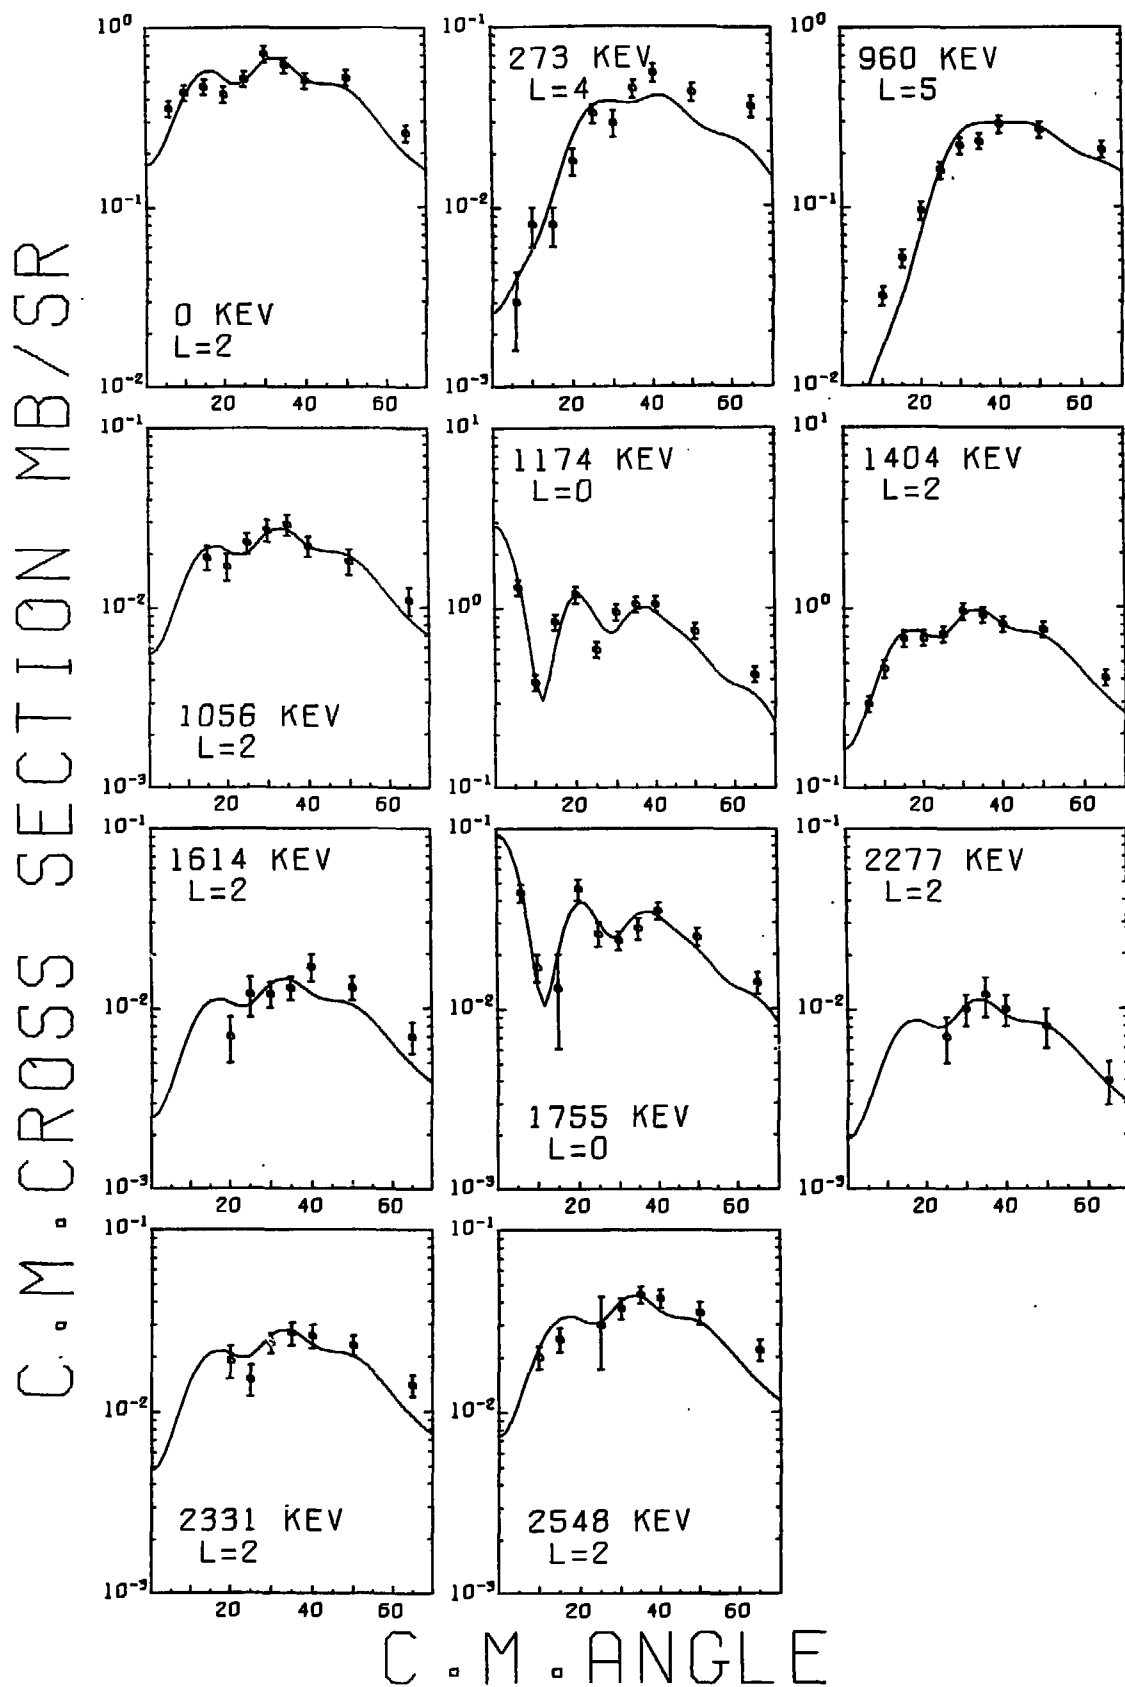 C.M.CROSS SECTION MB/SR
10⁰
10⁻¹
10⁻²
0 KEV
L=2
10⁻¹
10⁻²
10⁻³
273 KEV
L=4
20 40 60
10⁰
10⁻¹
10⁻²
960 KEV
L=5
20 40 60
10⁻¹
10⁻²
10⁻³
1056 KEV
L=2
20 40 60
10¹
10⁰
10⁻¹
1174 KEV
L=0
20 40 60
10¹
10⁰
10⁻¹
1404 KEV
L=2
20 40 60
10⁻¹
10⁻²
10⁻³
1614 KEV
L=2
20 40 60
10⁻¹
10⁻²
10⁻³
1755 KEV
L=0
20 40 60
10⁻¹
10⁻²
10⁻³
2277 KEV
L=2
20 40 60
10⁻¹
10⁻²
10⁻³
2331 KEV
L=2
20 40 60
10⁻¹
10⁻²
10⁻³
2548 KEV
L=2
20 40 60
C.M.ANGLE